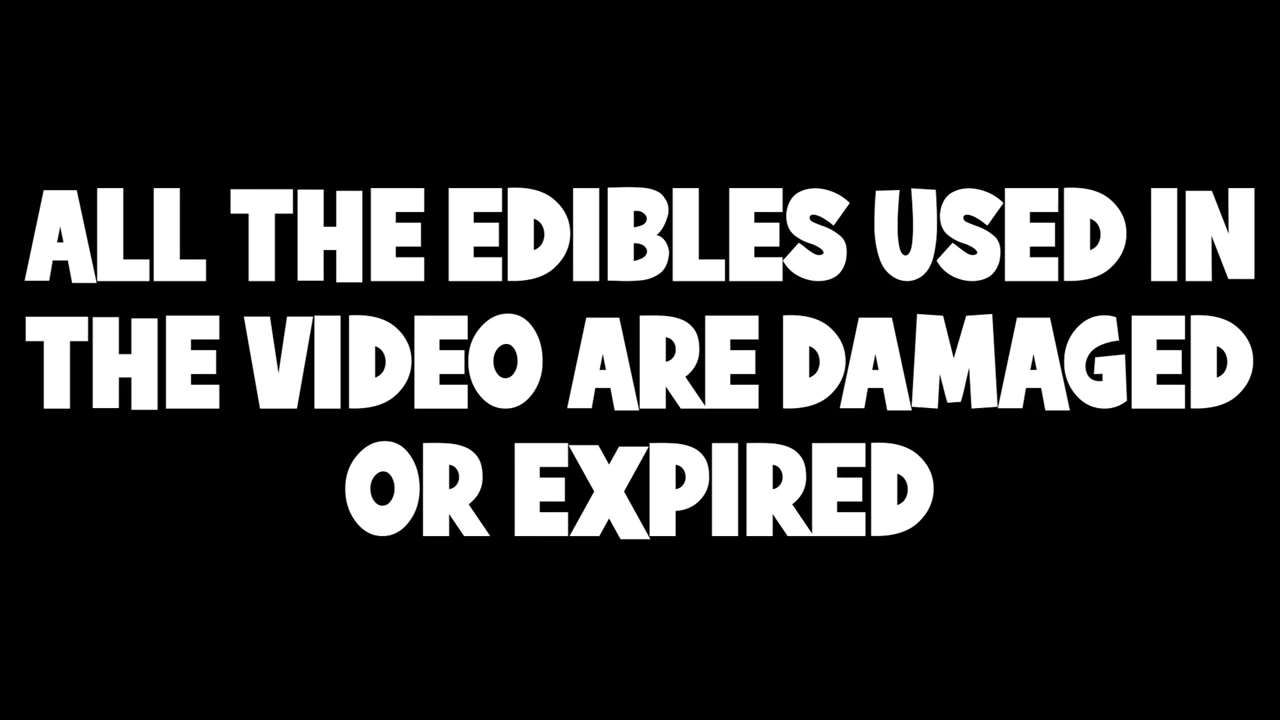 ALL THE EDIBLES USED IN
THE VIDEO ARE DAMAGED
OR EXPIRED